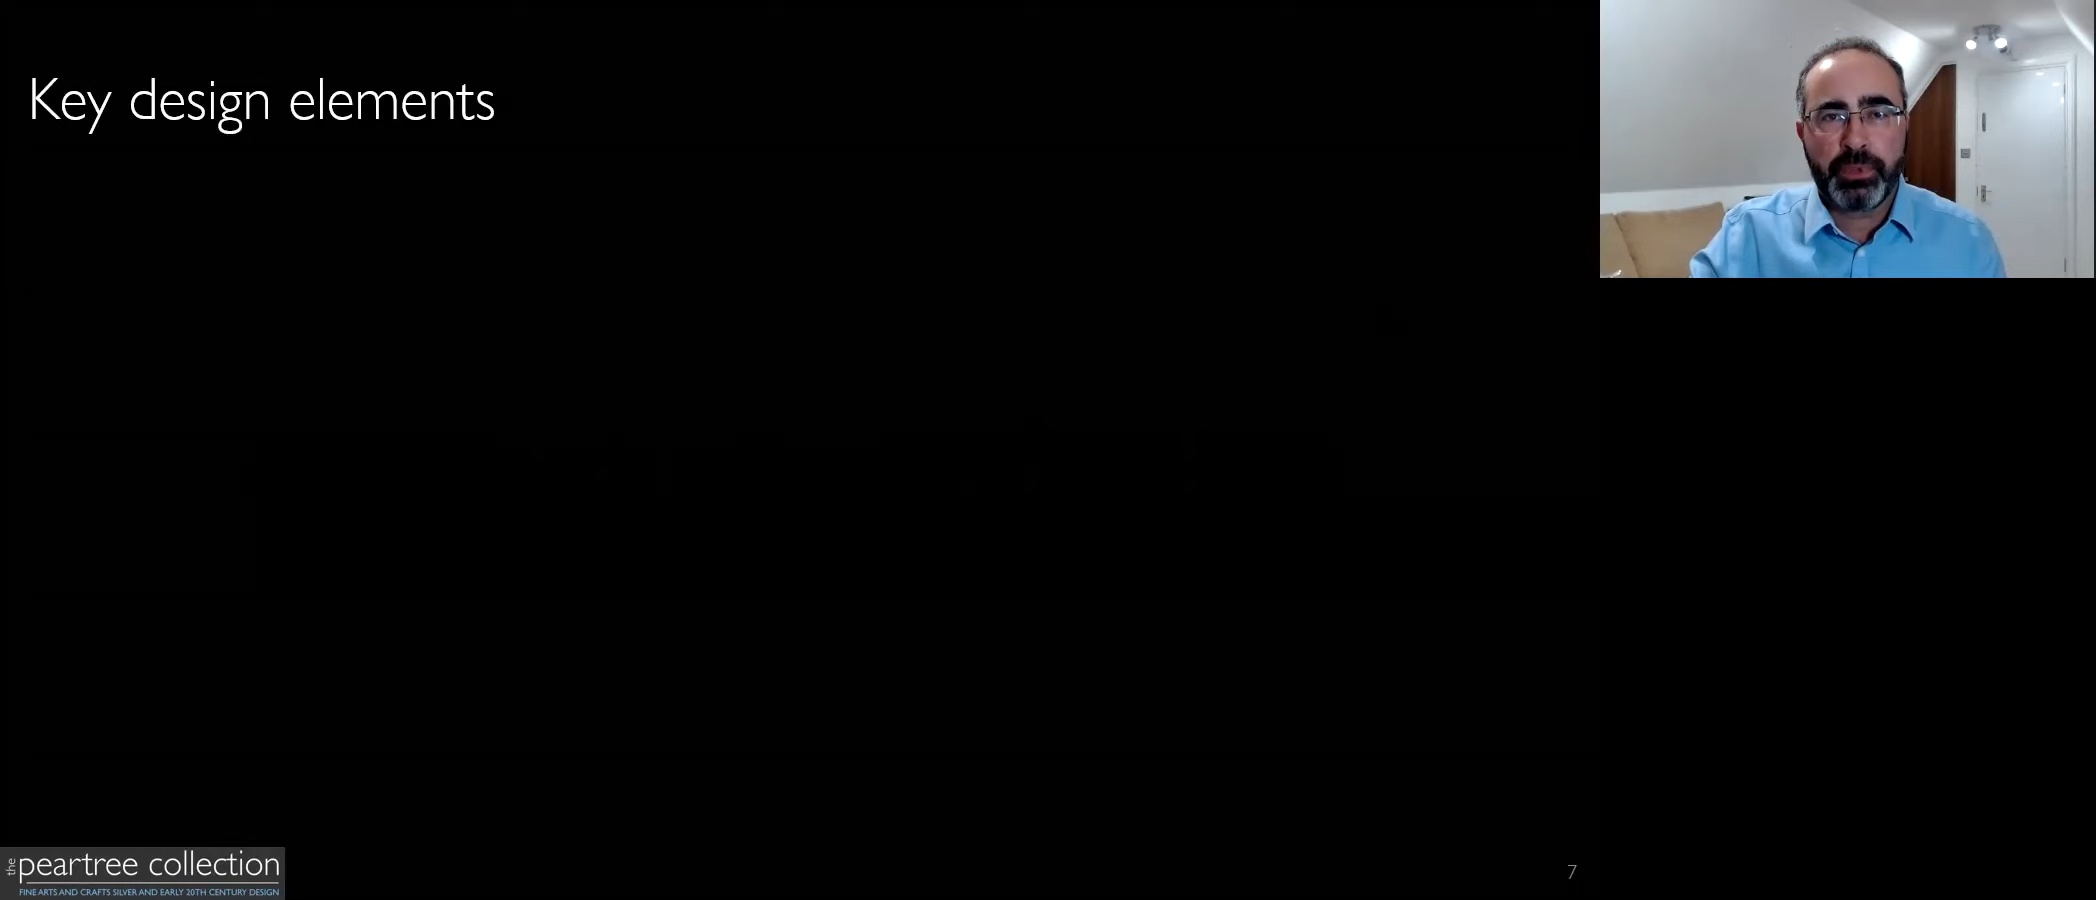 Key design elements
the peartree collection
FINE ARTS AND CRAFTS SILVER AND EARLY 20TH CENTURY DESIGN
7